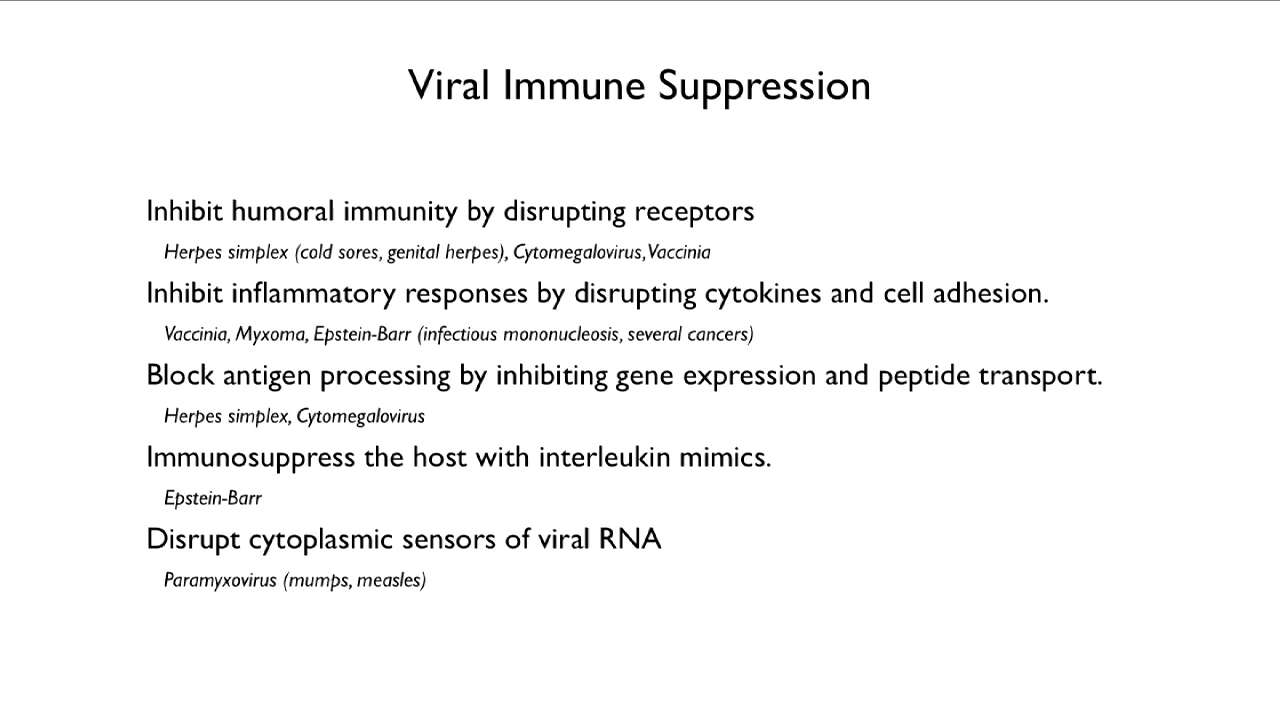 Viral Immune Suppression
Inhibit humoral immunity by disrupting receptors
Herpes simplex (cold sores, genital herpes), Cytomegalovirus,Vaccinia
Inhibit inflammatory responses by disrupting cytokines and cell adhesion.
Vaccinia, Myxoma, Epstein-Barr (infectious mononucleosis, several cancers)
Block antigen processing by inhibiting gene expression and peptide transport.
Herpes simplex, Cytomegalovirus
Immunosuppress the host with interleukin mimics.
Epstein-Barr
Disrupt cytoplasmic sensors of viral RNA
Paramyxovirus (mumps, measles)